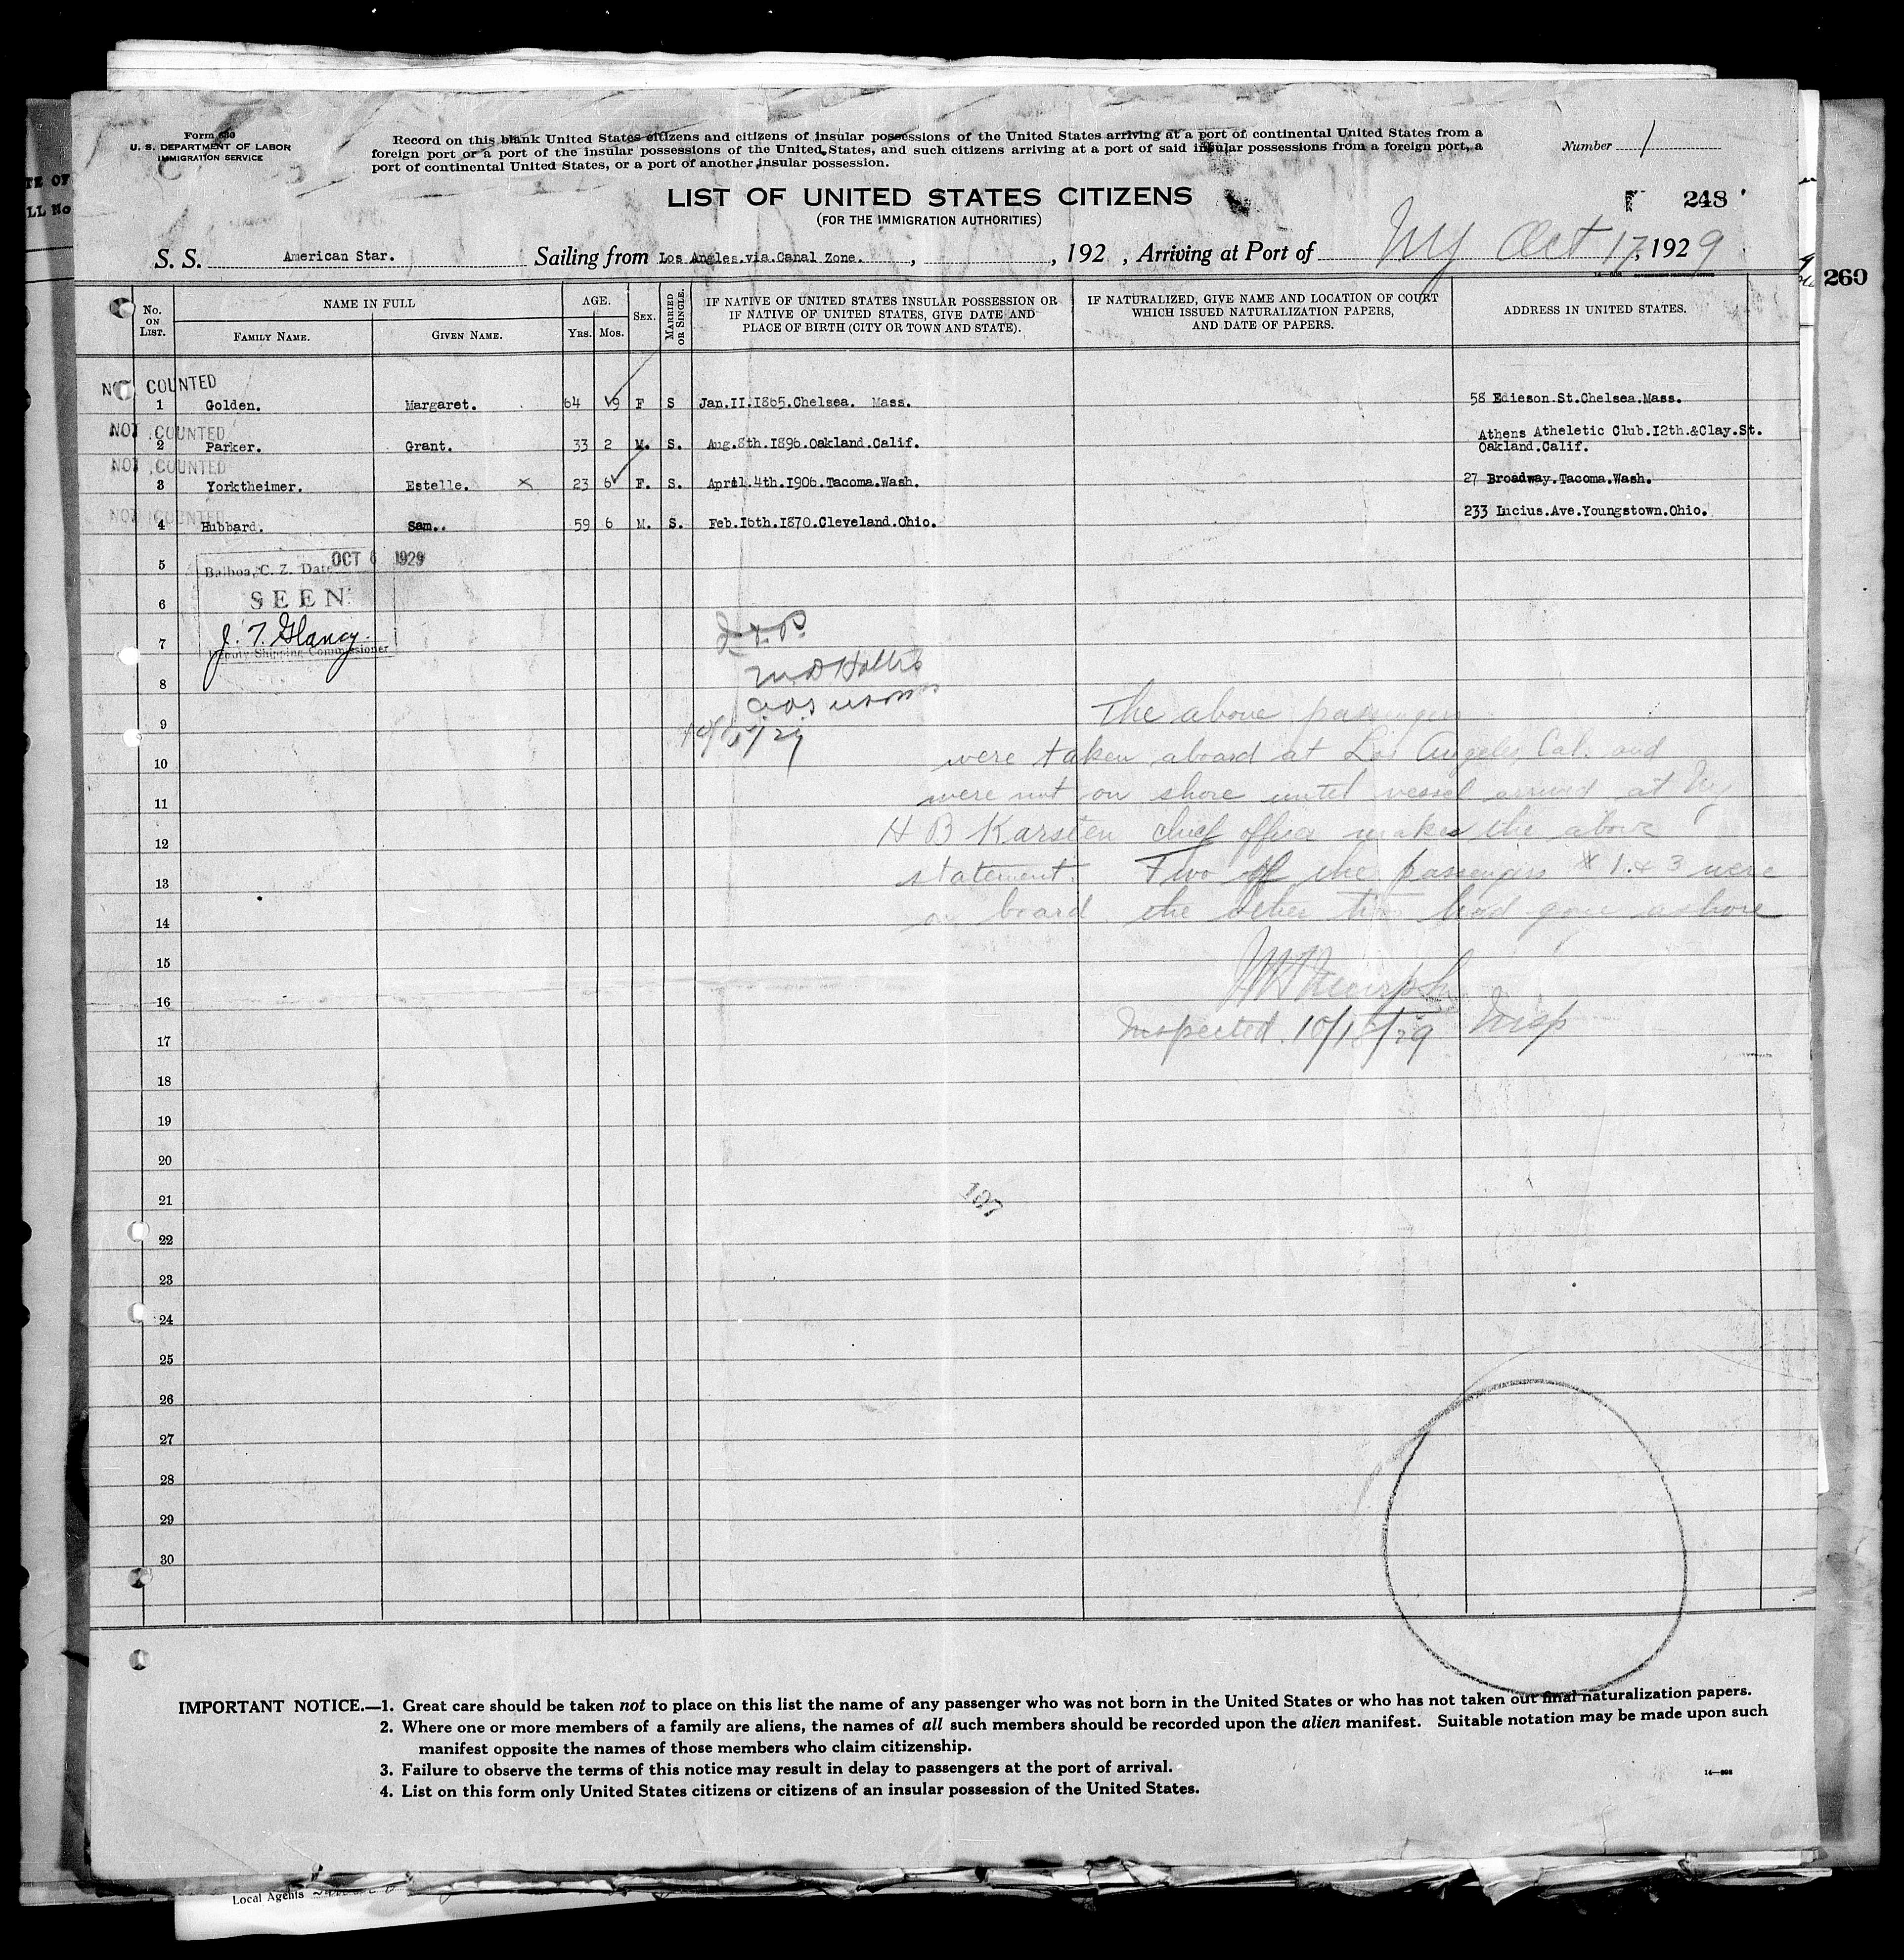 Form 630
U. S. DEPARTMENT OF LABOR
IMMIGRATION SERVICE
Record on this blank United States citizens and citizens of insular possessions of the United States arriving at a port of continental United States from a
foreign port or a port of the insular possessions of the United States, and such citizens arriving at a port of said insular possessions from a foreign port, a
port of continental United States, or a port of another insular possession.
Number 1
LIST OF UNITED STATES CITIZENS
(FOR THE IMMIGRATION AUTHORITIES)
248
S. S. American Star. Sailing from Los Angles.via.Canal Zone. , , 192 , Arriving at Port of NY Oct 17, 1929
260
No. ON LIST. NAME IN FULL AGE. SEX. MARRIED OR SINGLE. IF NATIVE OF UNITED STATES INSULAR POSSESSION OR IF NATIVE OF UNITED STATES, GIVE DATE AND PLACE OF BIRTH (CITY OR TOWN AND STATE). IF NATURALIZED, GIVE NAME AND LOCATION OF COURT WHICH ISSUED NATURALIZATION PAPERS, AND DATE OF PAPERS. ADDRESS IN UNITED STATES.
FAMILY NAME. GIVEN NAME. YRS. MOS.
NOT COUNTED
1 Golden. Margaret. 64 9 F S Jan.II.1865.Chelsea. Mass. 58 Edieson.St.Chelsea.Mass.
NOT COUNTED
2 Parker. Grant. 33 2 M. S. Aug.8th.1896.Oakland.Calif. Athens Atheletic Club.I2th.&Clay.St.
Oakland.Calif.
NOT COUNTED
3 Yorktheimer. Estelle. x 23 6 F. S. April.4th.1906.Tacoma.Wash. 27 Broadway.Tacoma.Wash.
NOT COUNTED
4 Hubbard. Sam.. 59 6 M. S. Feb.I6th.I870.Cleveland.Ohio. 233 Lucius.Ave.Youngstown.Ohio.
5
Balboa, C. Z. Date OCT 6 1929
6
SEEN
7
J. T. Glancy.
Deputy Shipping Commissioner
8
9
The above passengers
10
were taken aboard at Los Angeles, Cal. and
11
were not on shore until vessel arrived at NY
12
H B Karsten chief officer makes the above
13
statement. Two off the passengers # 1 & 3 were
14
on board. the other two had gone ashore
15
16
Inspected 10/18/29 Insp
17
18
19
20
21
137
22
23
24
25
26
27
28
29
30
IMPORTANT NOTICE.—1. Great care should be taken not to place on this list the name of any passenger who was not born in the United States or who has not taken out final naturalization papers.
2. Where one or more members of a family are aliens, the names of all such members should be recorded upon the alien manifest. Suitable notation may be made upon such
manifest opposite the names of those members who claim citizenship.
3. Failure to observe the terms of this notice may result in delay to passengers at the port of arrival.
4. List on this form only United States citizens or citizens of an insular possession of the United States.
Local Agents